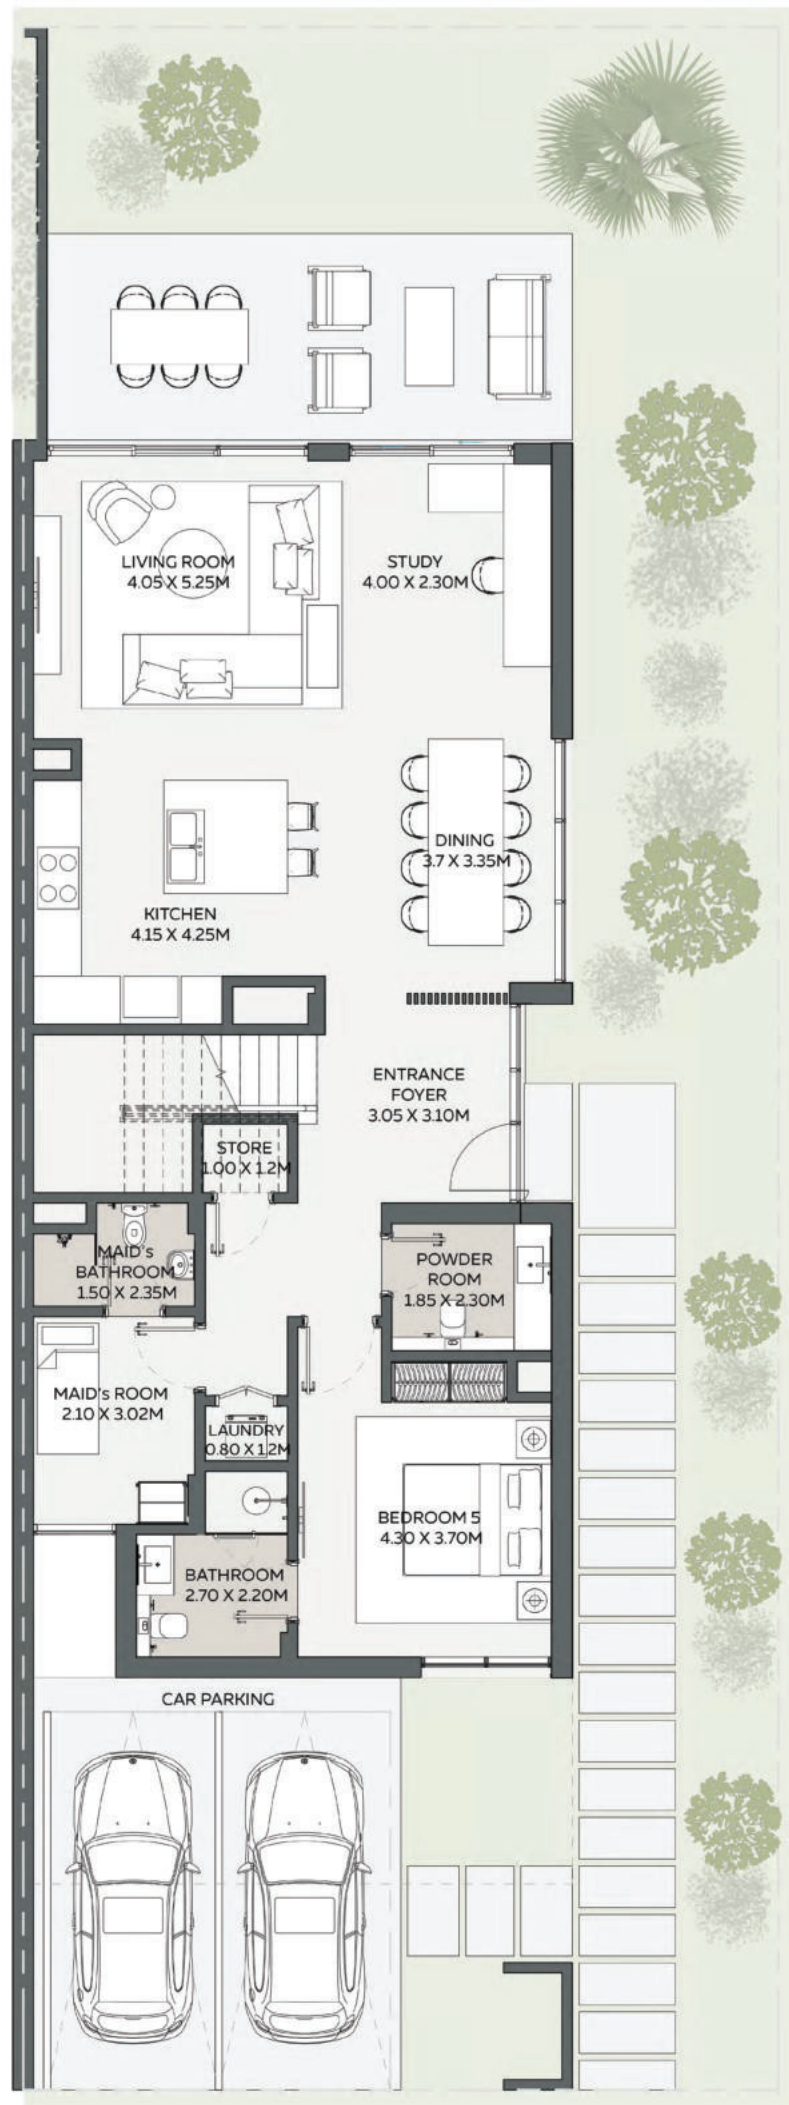 LIVING ROOM
4.05 X 5.25M
STUDY
4.00 X 2.30M
DINING
3.7 X 3.35M
KITCHEN
4.15 X 4.25M
ENTRANCE
FOYER
3.05 X 3.10M
STORE
1.00 X 1.2M
MAID's
BATHROOM
1.50 X 2.35M
POWDER
ROOM
1.85 X 2.30M
MAID's ROOM
2.10 X 3.02M
LAUNDRY
0.80 X 1.2M
BEDROOM 5
4.30 X 3.70M
BATHROOM
2.70 X 2.20M
CAR PARKING